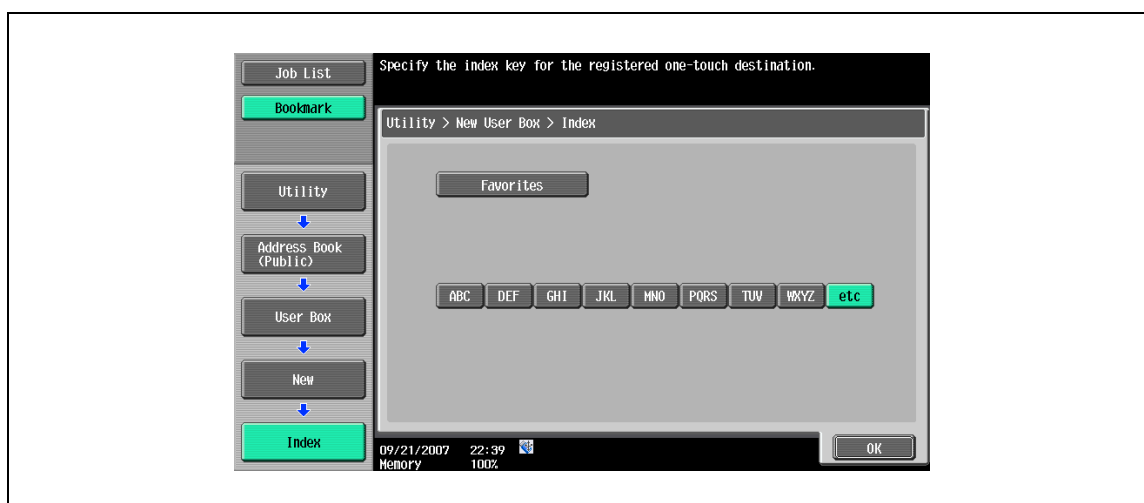 Job List
Bookmark
Utility
Address Book
(Public)
User Box
New
Index
Specify the index key for the registered one-touch destination.
Utility > New User Box > Index
Favorites
ABC DEF GHI JKL MNO PQRS TUV WXYZ etc
09/21/2007 22:39
Memory 100%
OK